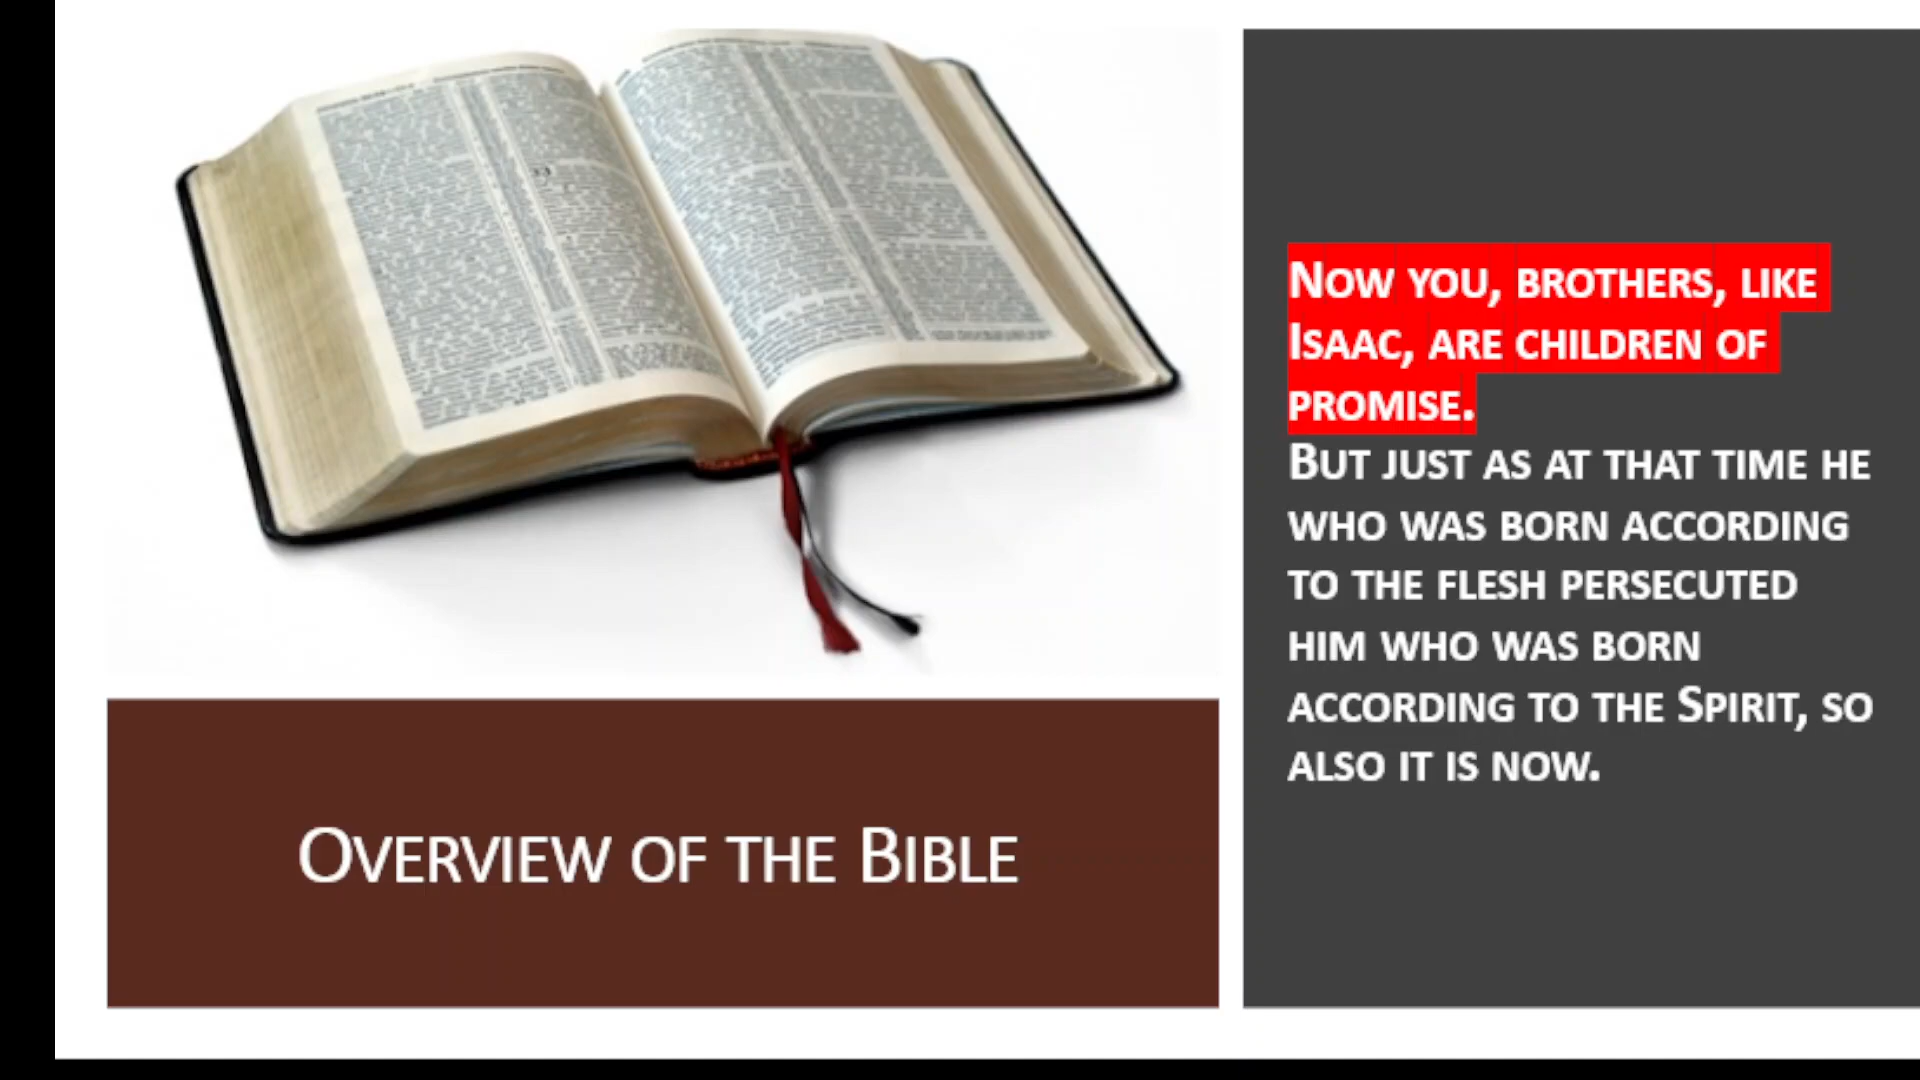 Now you, brothers, like
Isaac, are children of
promise.
But just as at that time he
who was born according
to the flesh persecuted
him who was born
according to the Spirit, so
also it is now.
Overview of the Bible